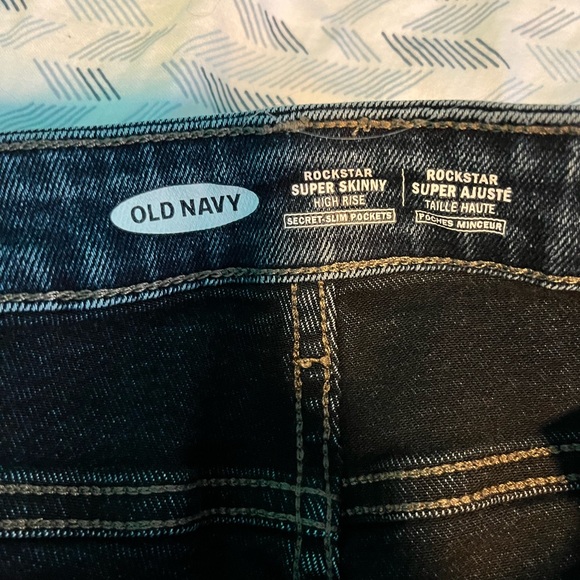 OLD NAVY
ROCKSTAR
SUPER SKINNY
HIGH RISE
SECRET-SLIM POCKETS
ROCKSTAR
SUPER AJUSTÉ
TAILLE HAUTE
POCHES MINCEUR